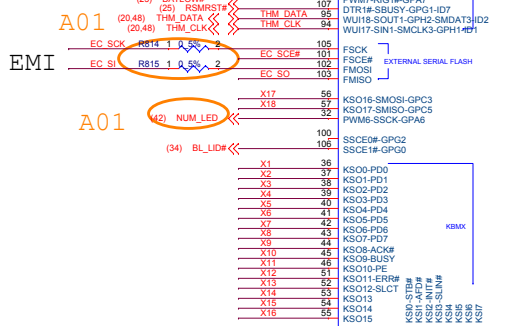 107 PWM7-RIG1#-GPA7
(25) RSMRST# DTR1#-SBUSY-GPG1-ID7
A01 (20,48) THM_DATA THM_DATA 95 WUI18-SOUT1-GPH2-SMDAT3-ID2
(20,48) THM_CLK THM_CLK 94 WUI17-SIN1-SMCLK3-GPH1-ID1
EC_SCK R814 1 0_5% 2 105 FSCK
EC_SCE# 101 FSCE# EXTERNAL SERIAL FLASH
EMI EC_SI R815 1 0_5% 2 102 FMOSI
EC_SO 103 FMISO
X17 56 KSO16-SMOSI-GPC3
X18 57 KSO17-SMISO-GPC5
A01 (42) NUM_LED 32 PWM6-SSCK-GPA6
100 SSCE0#-GPG2
(34) BL_LID# 106 SSCE1#-GPG0
X1 36 KSO0-PD0
X2 37 KSO1-PD1
X3 38 KSO2-PD2
X4 39 KSO3-PD3
X5 40 KSO4-PD4
X6 41 KSO5-PD5
X7 42 KSO6-PD6 KBMX
X8 43 KSO7-PD7
X9 44 KSO8-ACK#
X10 45 KSO9-BUSY
X11 46 KSO10-PE
X12 51 KSO11-ERR#
X13 52 KSO12-SLCT
X14 53 KSO13
X15 54 KSO14
X16 55 KSO15
KSI0-STB#
KSI1-AFD#
KSI2-INIT#
KSI3-SLIN#
KSI4
KSI5
KSI6
KSI7